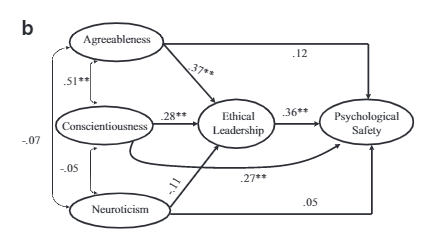 b
Agreeableness
.12
.37**
.51**
Conscientiousness
.28**
Ethical
Leadership
.36**
Psychological
Safety
-.07
-.05
.27**
-.11
Neuroticism
.05